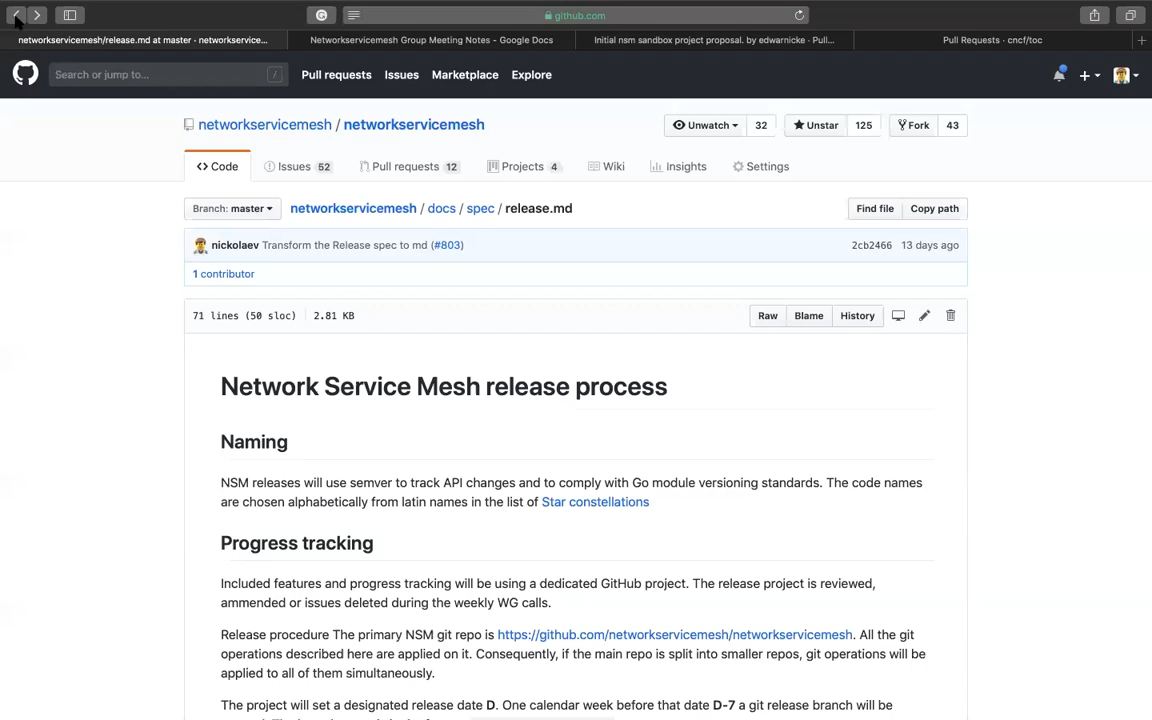 github.com
networkservicemesh/release.md at master · networkservice...
Networkservicemesh Group Meeting Notes - Google Docs
Initial nsm sandbox project proposal. by edwarnicke · Pull...
Pull Requests · cncf/toc
Search or jump to...
/
Pull requests
Issues
Marketplace
Explore
networkservicemesh / networkservicemesh
Unwatch 32
Unstar 125
Fork 43
Code
Issues 52
Pull requests 12
Projects 4
Wiki
Insights
Settings
Branch: master
networkservicemesh / docs / spec / release.md
Find file
Copy path
nickolaev Transform the Release spec to md (#803)
2cb2466 13 days ago
1 contributor
71 lines (50 sloc) 2.81 KB
Raw
Blame
History
Network Service Mesh release process
Naming
NSM releases will use semver to track API changes and to comply with Go module versioning standards. The code names
are chosen alphabetically from latin names in the list of Star constellations
Progress tracking
Included features and progress tracking will be using a dedicated GitHub project. The release project is reviewed,
ammended or issues deleted during the weekly WG calls.
Release procedure The primary NSM git repo is https://github.com/networkservicemesh/networkservicemesh. All the git
operations described here are applied on it. Consequently, if the main repo is split into smaller repos, git operations will be
applied to all of them simultaneously.
The project will set a designated release date D. One calendar week before that date D-7 a git release branch will be